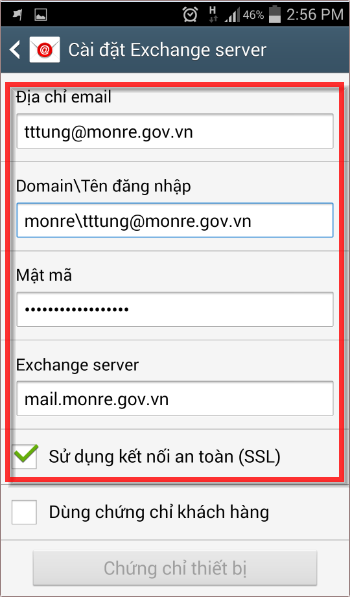 H 46% 2:56 PM
Cài đặt Exchange server
Địa chỉ email
tttung@monre.gov.vn
Domain\Tên đăng nhập
monre\tttung@monre.gov.vn
Mật mã
••••••••••••••••••
Exchange server
mail.monre.gov.vn
Sử dụng kết nối an toàn (SSL)
Dùng chứng chỉ khách hàng
Chứng chỉ thiết bị